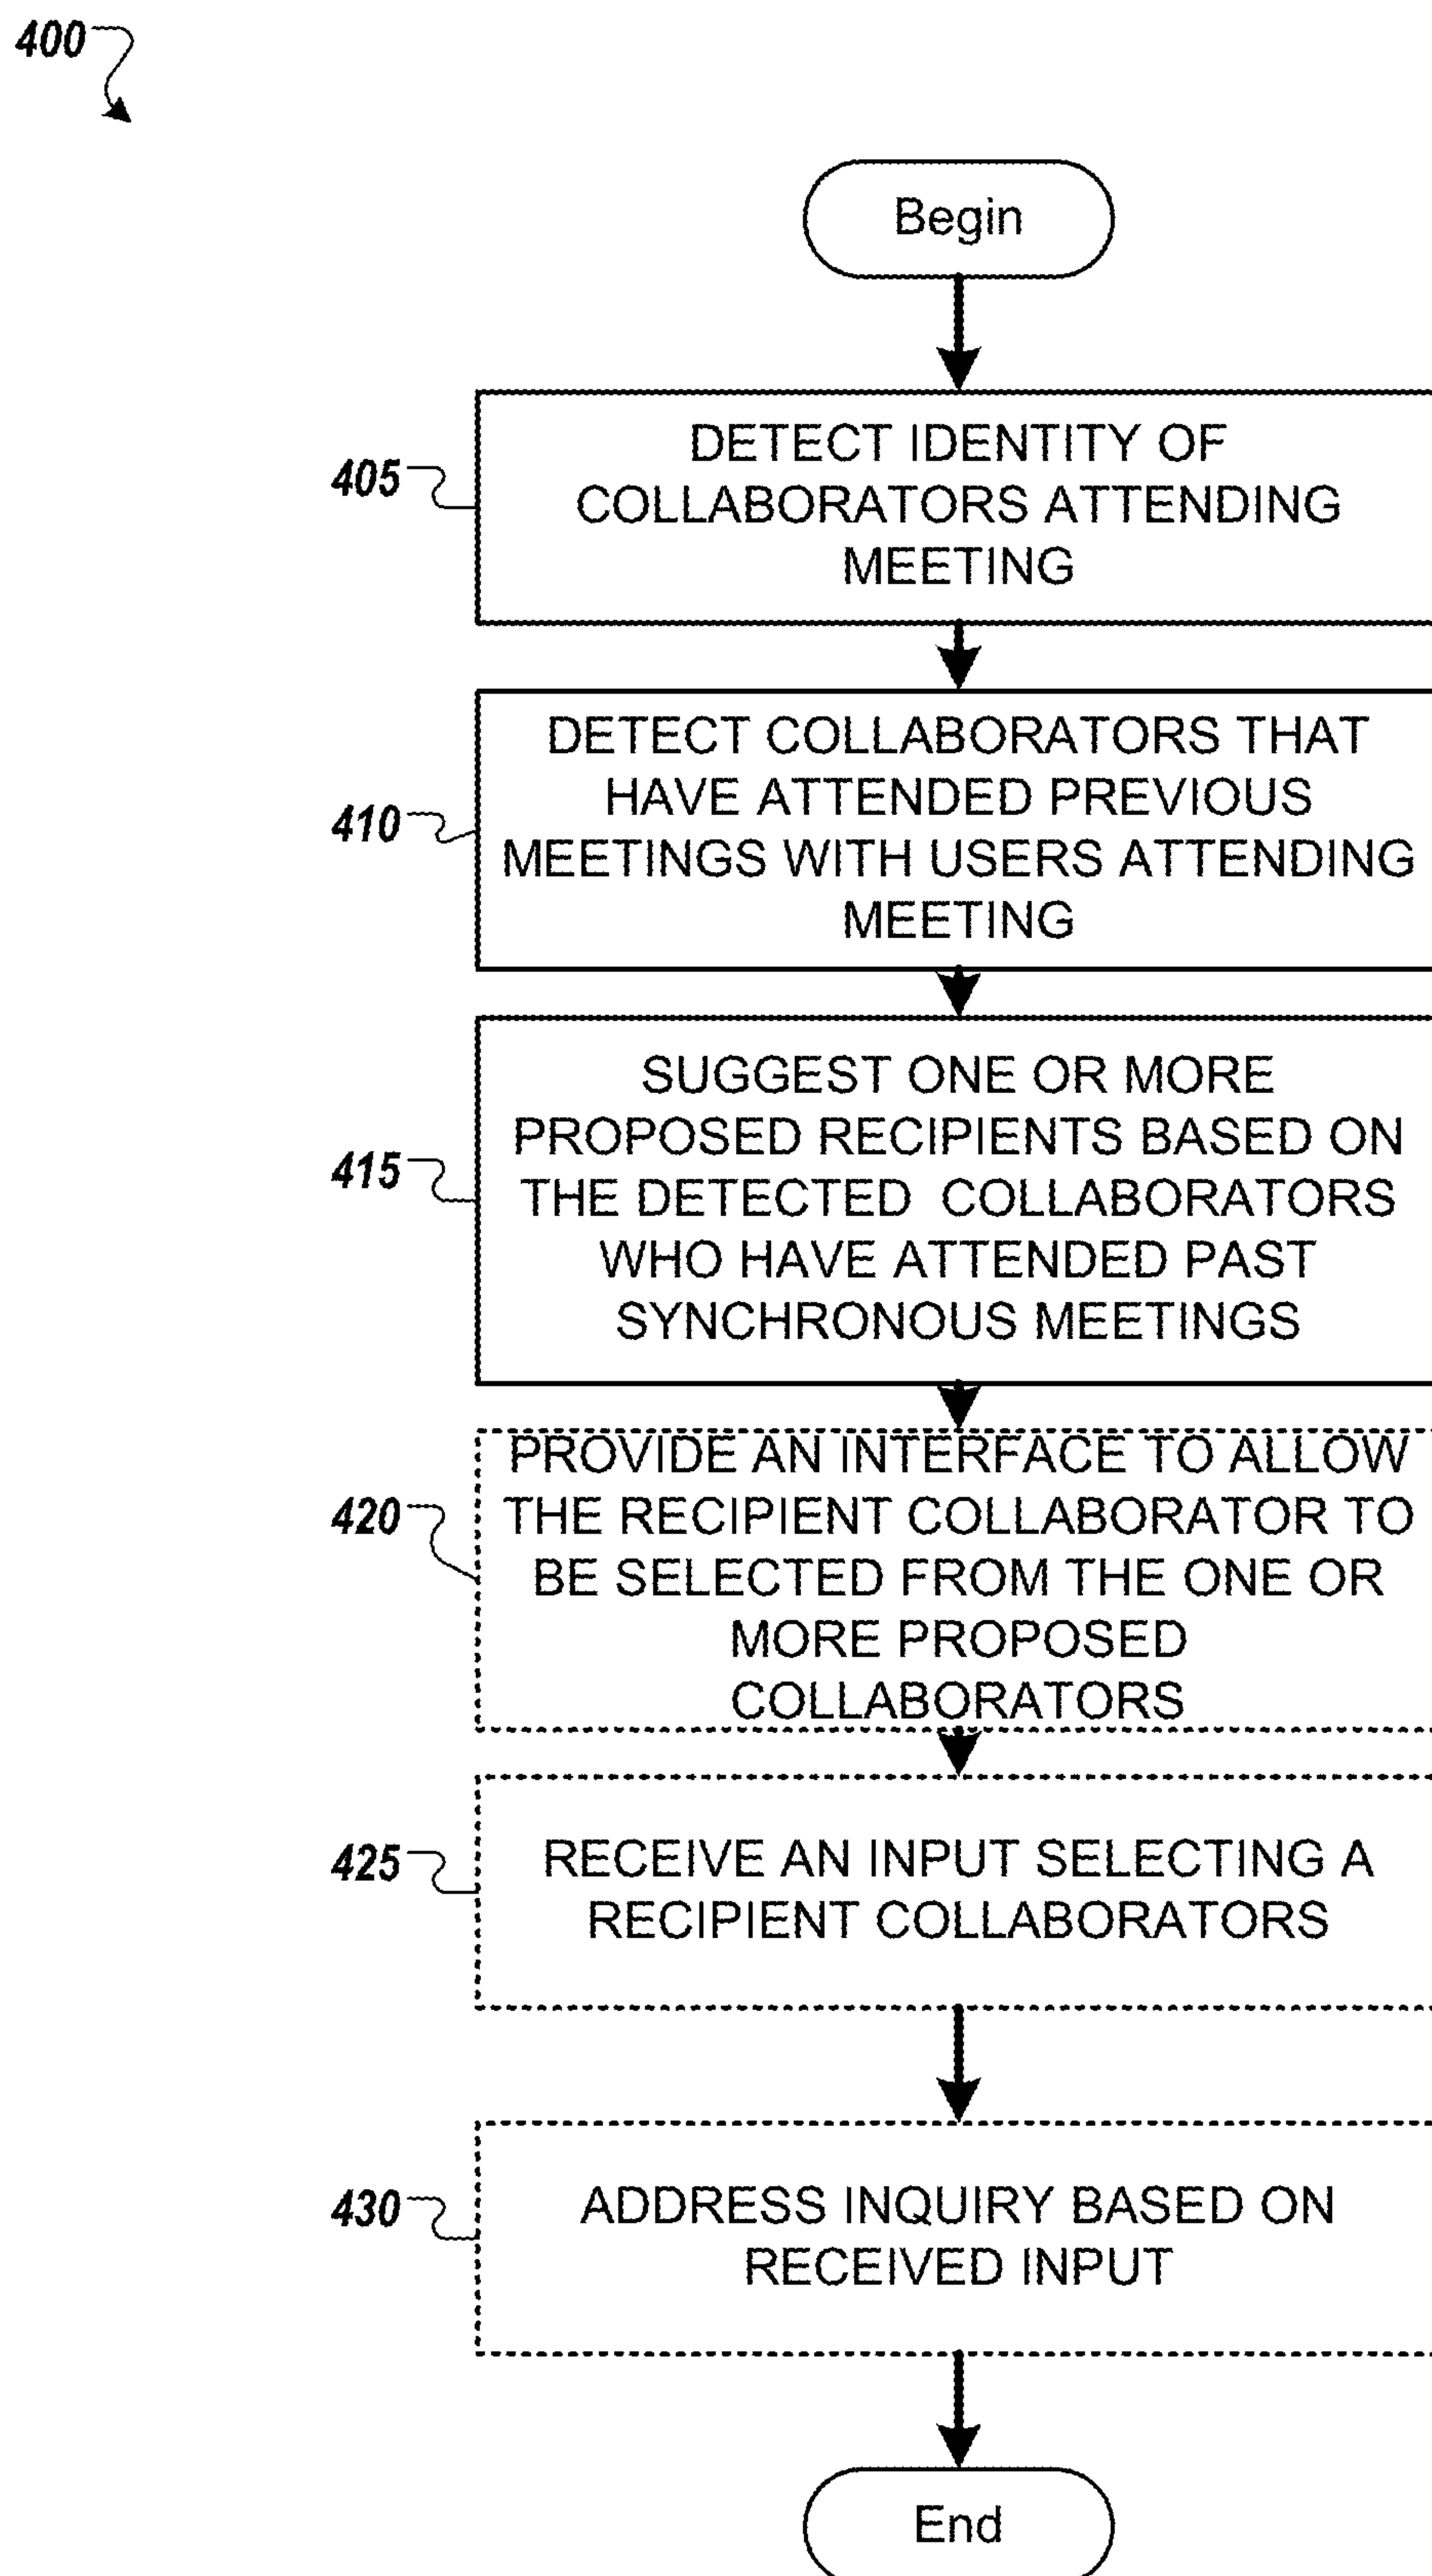 400
Begin
405
DETECT IDENTITY OF
COLLABORATORS ATTENDING
MEETING
410
DETECT COLLABORATORS THAT
HAVE ATTENDED PREVIOUS
MEETINGS WITH USERS ATTENDING
MEETING
415
SUGGEST ONE OR MORE
PROPOSED RECIPIENTS BASED ON
THE DETECTED COLLABORATORS
WHO HAVE ATTENDED PAST
SYNCHRONOUS MEETINGS
420
PROVIDE AN INTERFACE TO ALLOW
THE RECIPIENT COLLABORATOR TO
BE SELECTED FROM THE ONE OR
MORE PROPOSED
COLLABORATORS
425
RECEIVE AN INPUT SELECTING A
RECIPIENT COLLABORATORS
430
ADDRESS INQUIRY BASED ON
RECEIVED INPUT
End